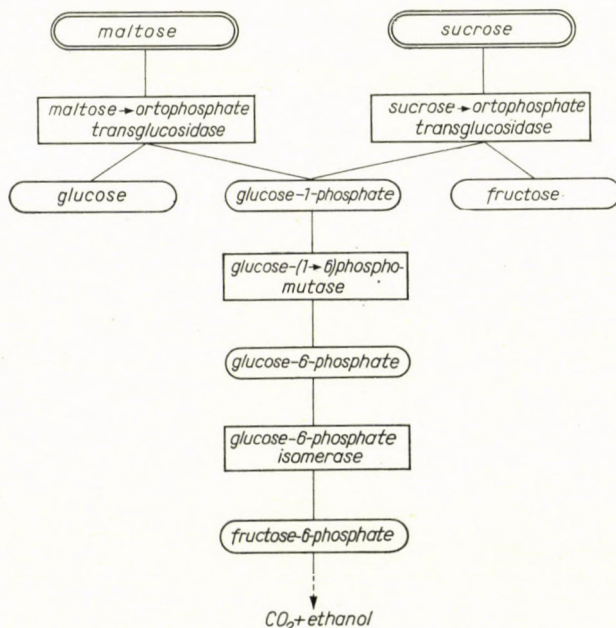 maltose
sucrose
maltose→ortophosphate
transglucosidase
sucrose→ortophosphate
transglucosidase
glucose
glucose-1-phosphate
fructose
glucose-(1→6)phospho-
mutase
glucose-6-phosphate
glucose-6-phosphate
isomerase
fructose-6-phosphate
CO₂+ethanol